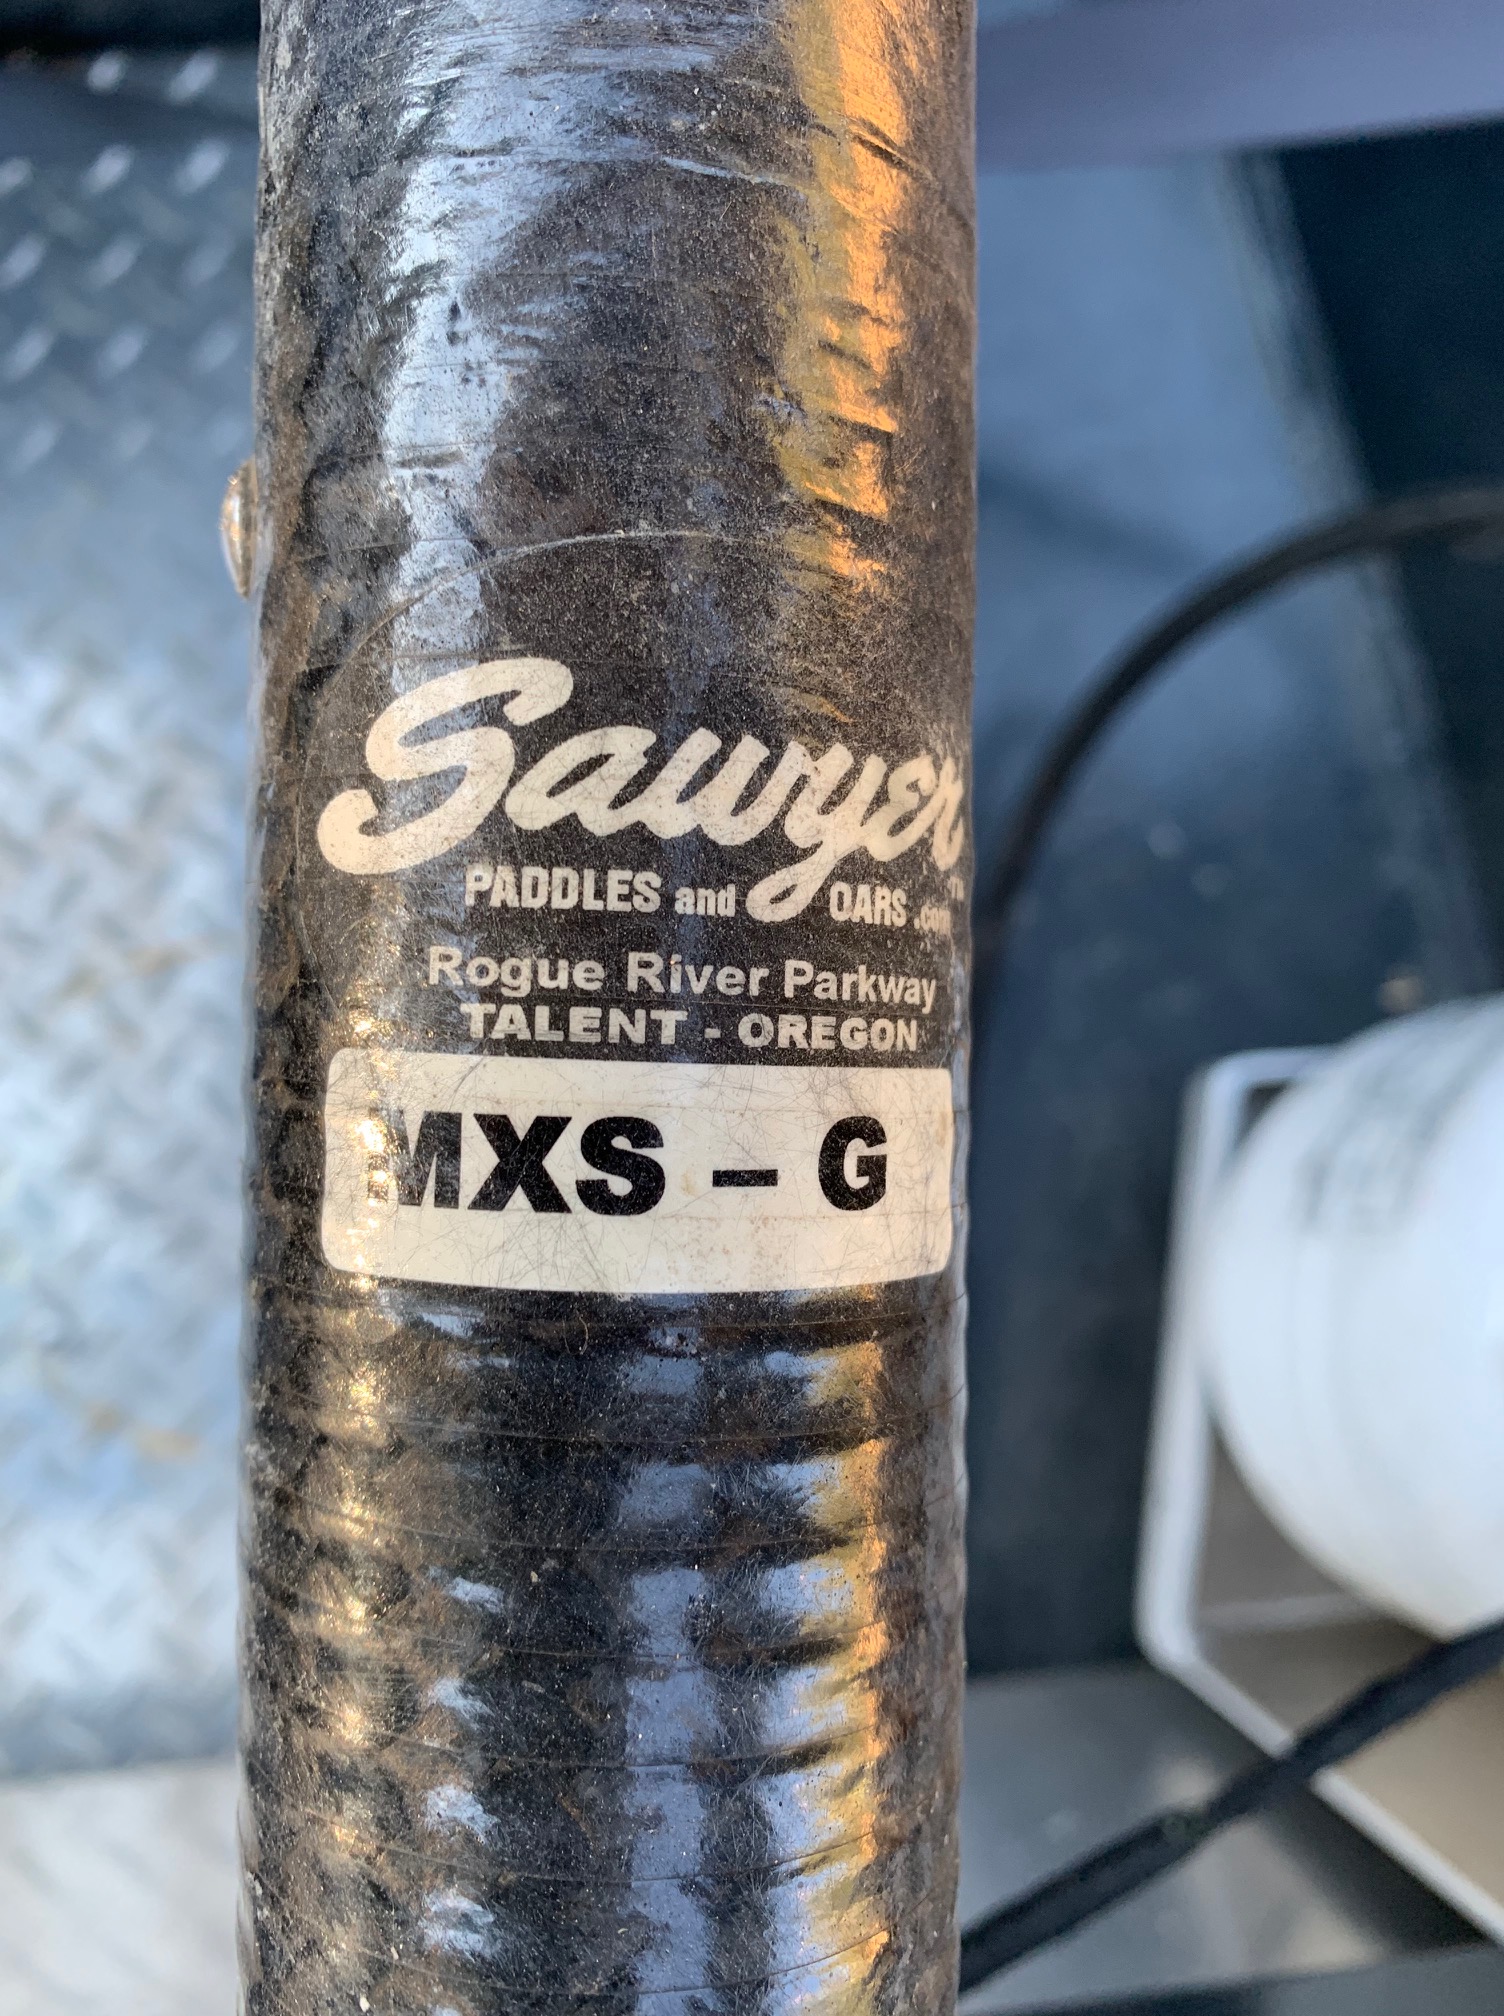 Sawyer
PADDLES and OARS.com
Rogue River Parkway
TALENT - OREGON
MXS – G